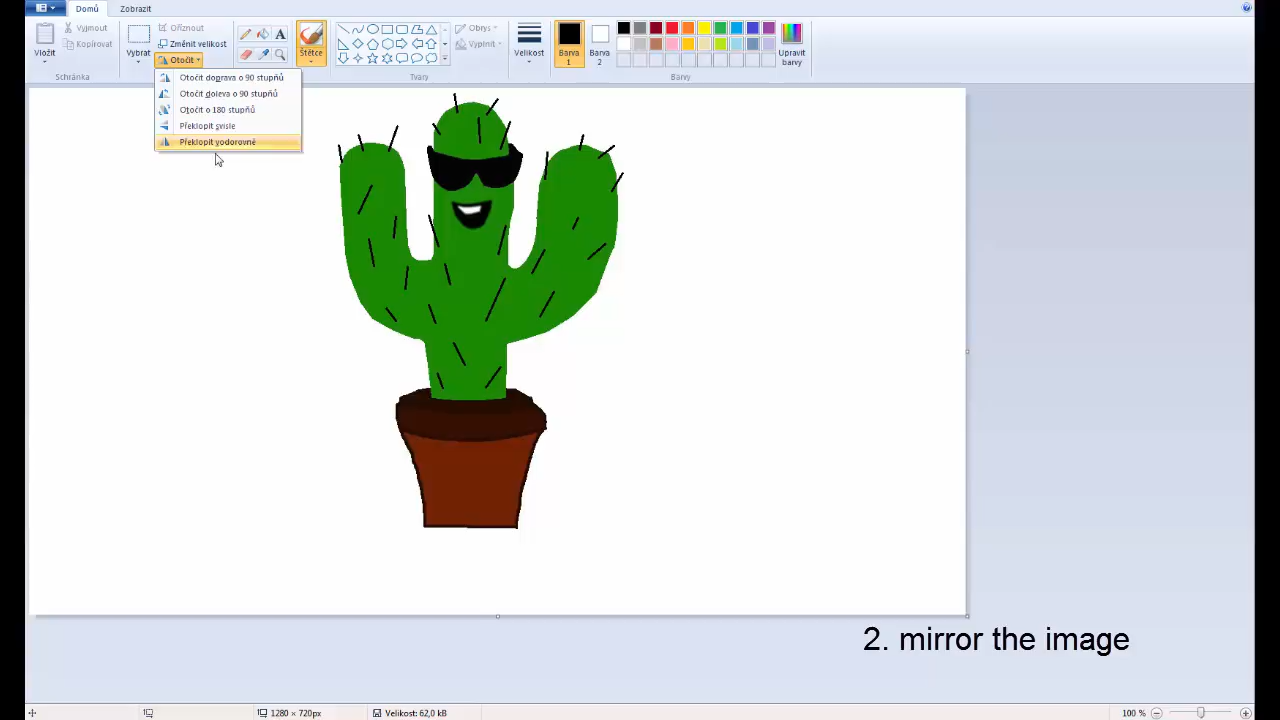 Domů
Zobrazit
Vložit
Vyjmout
Kopírovat
Schránka
Vybrat
Oříznout
Změnit velikost
Otočit
Otočit doprava o 90 stupňů
Otočit doleva o 90 stupňů
Otočit o 180 stupňů
Překlopit svisle
Překlopit vodorovně
A
Štětce
Obrys
Výplnit
Tvary
Velikost
Barva 1
Barva 2
Upravit barvy
Barvy
2. mirror the image
1280 × 720px
Velikost: 62,0 kB
100 %